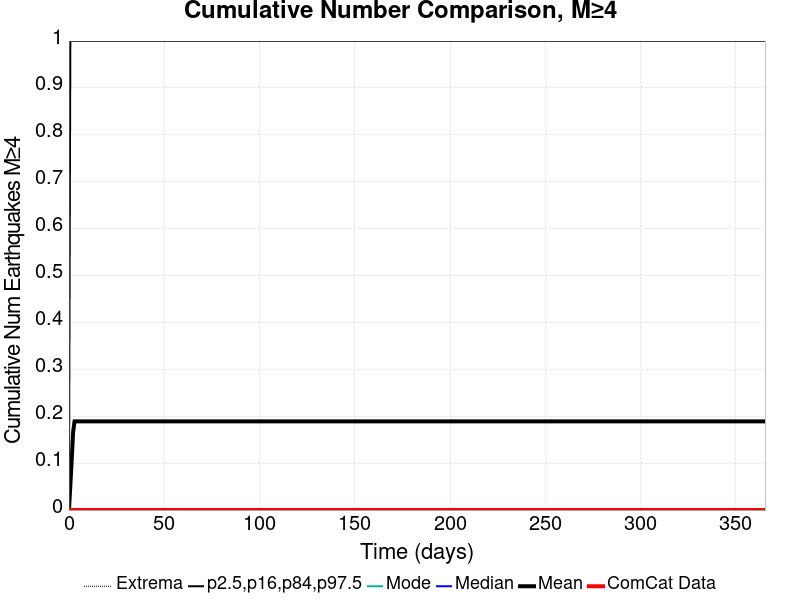 Cumulative Number Comparison, M≥4
Cumulative Num Earthquakes M≥4
1
0.9
0.8
0.7
0.6
0.5
0.4
0.3
0.2
0.1
0
0 50 100 150 200 250 300 350
Time (days)
Extrema p2.5,p16,p84,p97.5 Mode Median Mean ComCat Data